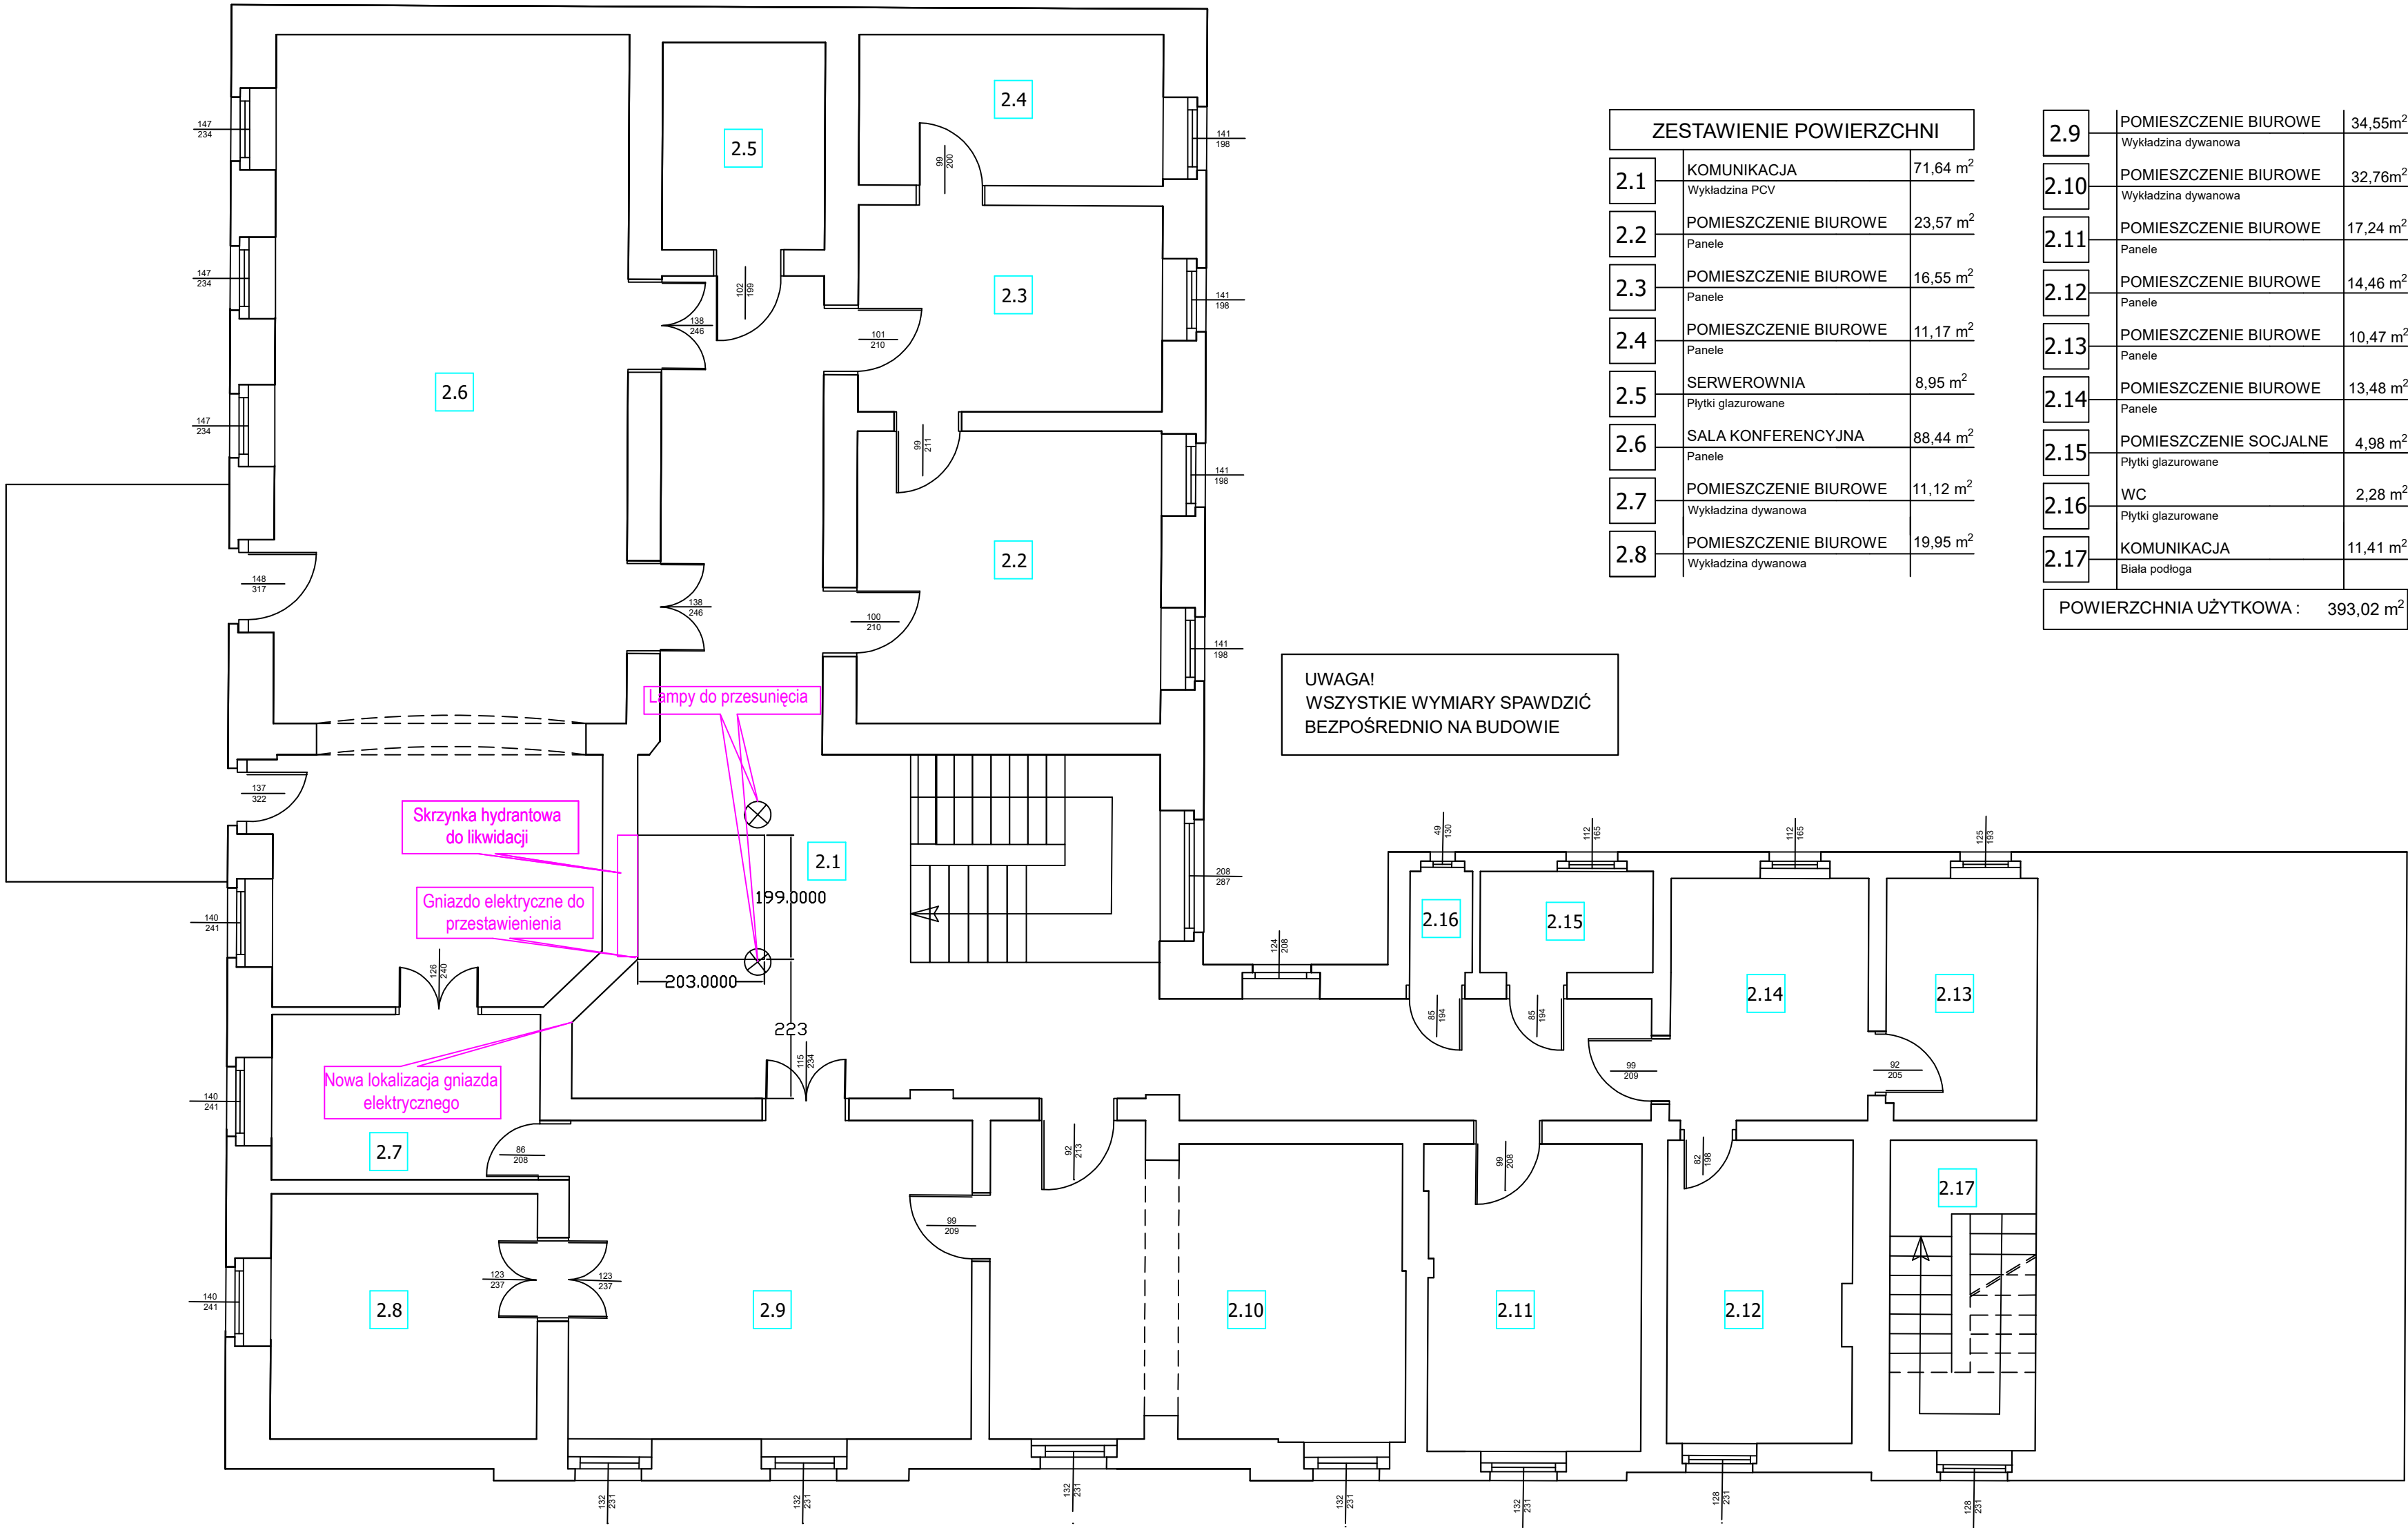 ZESTAWIENIE POWIERZCHNI
2.1 KOMUNIKACJA 71,64 m²
Wykładzina PCV
2.2 POMIESZCZENIE BIUROWE 23,57 m²
Panele
2.3 POMIESZCZENIE BIUROWE 16,55 m²
Panele
2.4 POMIESZCZENIE BIUROWE 11,17 m²
Panele
2.5 SERWEROWNIA 8,95 m²
Płytki glazurowane
2.6 SALA KONFERENCYJNA 88,44 m²
Panele
2.7 POMIESZCZENIE BIUROWE 11,12 m²
Wykładzina dywanowa
2.8 POMIESZCZENIE BIUROWE 19,95 m²
Wykładzina dywanowa
2.9 POMIESZCZENIE BIUROWE 34,55m²
Wykładzina dywanowa
2.10 POMIESZCZENIE BIUROWE 32,76m²
Wykładzina dywanowa
2.11 POMIESZCZENIE BIUROWE 17,24 m²
Panele
2.12 POMIESZCZENIE BIUROWE 14,46 m²
Panele
2.13 POMIESZCZENIE BIUROWE 10,47 m²
Panele
2.14 POMIESZCZENIE BIUROWE 13,48 m²
Panele
2.15 POMIESZCZENIE SOCJALNE 4,98 m²
Płytki glazurowane
2.16 WC 2,28 m²
Płytki glazurowane
2.17 KOMUNIKACJA 11,41 m²
Biała podłoga
POWIERZCHNIA UŻYTKOWA : 393,02 m²
UWAGA!
WSZYSTKIE WYMIARY SPAWDZIĆ
BEZPOŚREDNIO NA BUDOWIE
2.4
2.5
2.3
2.6
2.2
147
234
147
234
147
234
148
317
137
322
140
241
140
241
140
241
141
198
141
198
141
198
141
198
208
287
99
200
102
199
138
246
101
210
99
211
138
246
100
210
Lampy do przesunięcia
Skrzynka hydrantowa
do likwidacji
Gniazdo elektryczne do
przestawienienia
Nowa lokalizacja gniazda
elektrycznego
2.1
199.0000
203.0000
223
126
240
115
234
124
208
49
130
112
165
112
165
125
193
2.16
2.15
2.14
2.13
85
194
85
194
99
209
92
205
2.7
86
208
92
213
99
208
82
198
2.17
99
209
123
237
123
237
2.8
2.9
2.10
2.11
2.12
132
231
132
231
132
231
132
231
132
231
128
231
128
231